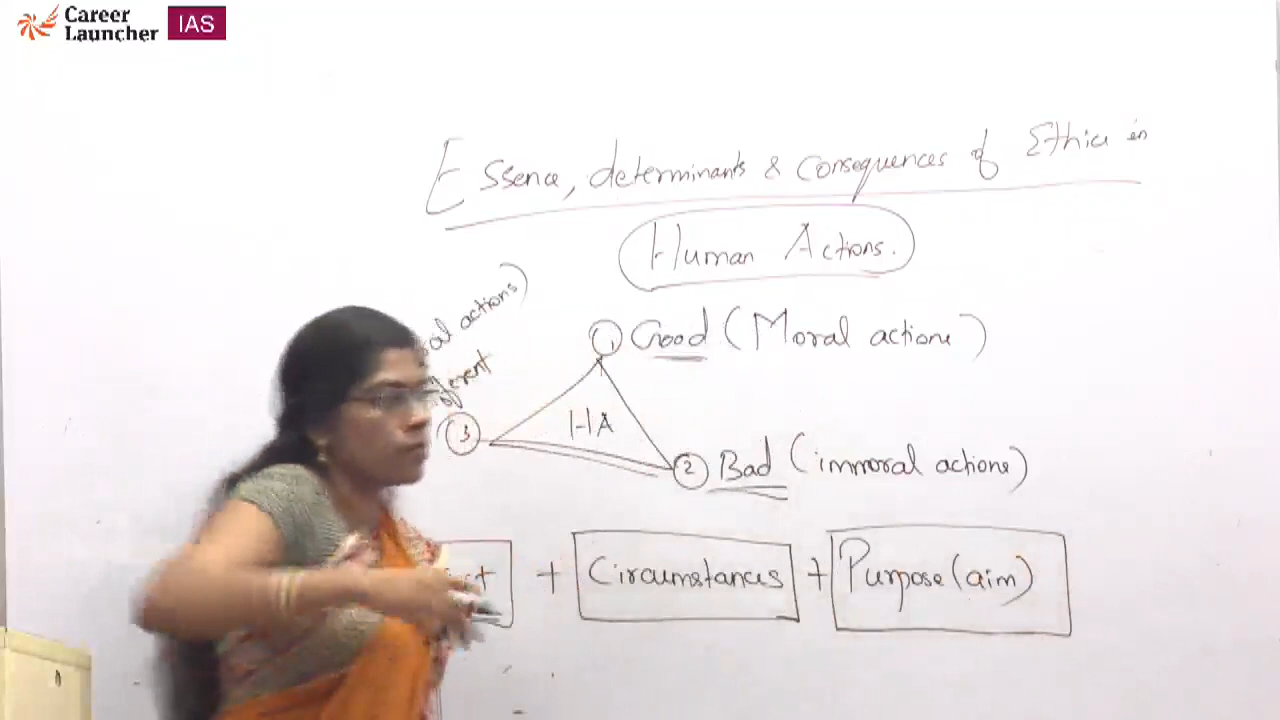 Career
Launcher
IAS
Essence, determinants & Consequences of Ethics in
Human Actions.
actions)
1 Good (Moral actions)
3
HA
2 Bad (immoral actions)
+ Circumstances + Purpose (aim)